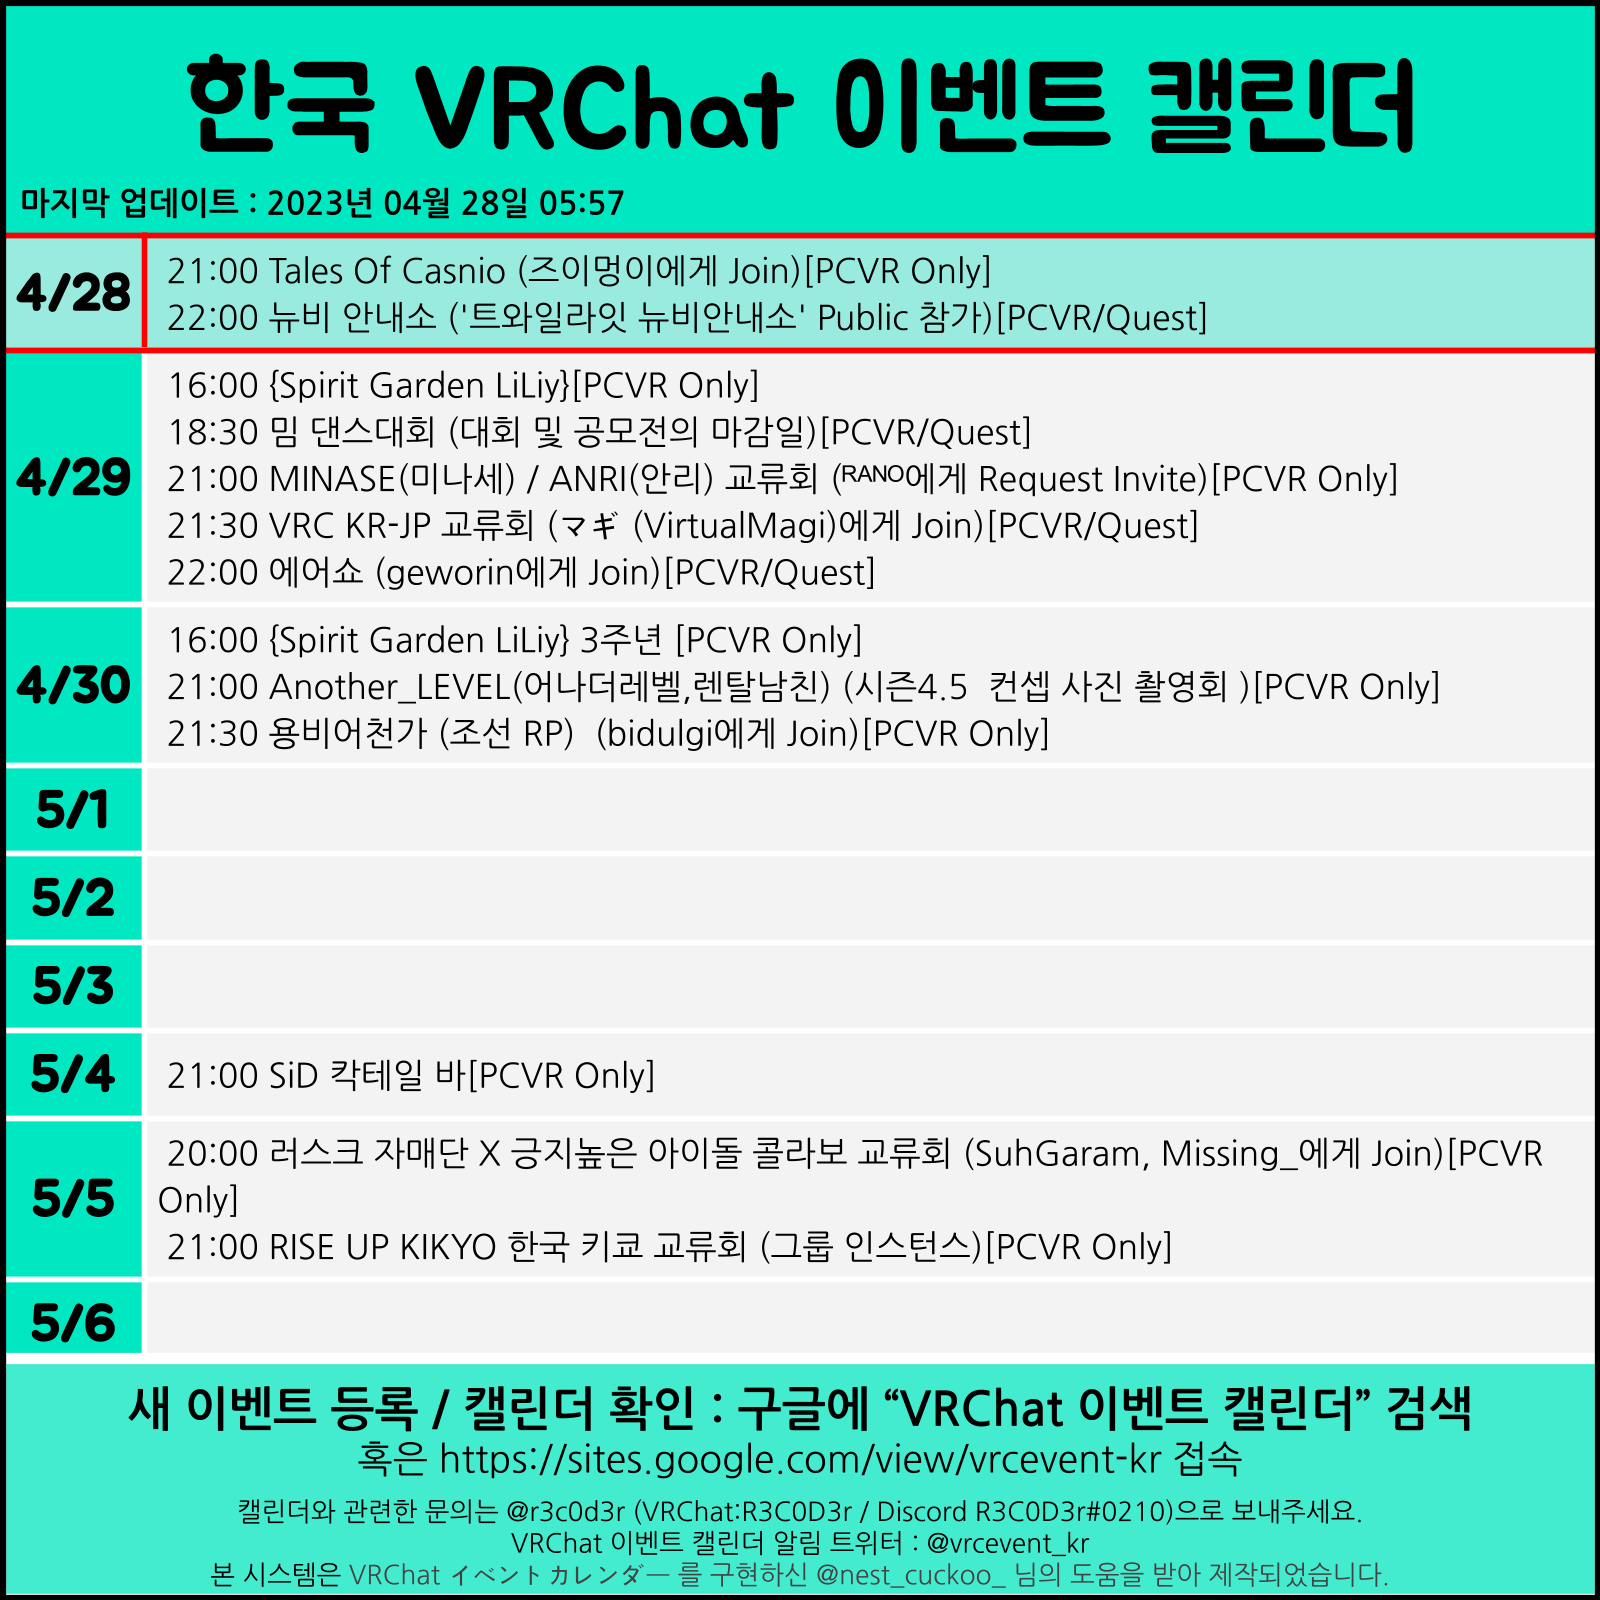 한국 VRChat 이벤트 캘린더
마지막 업데이트 : 2023년 04월 28일 05:57
4/28
21:00 Tales Of Casnio (즈이멍이에게 Join)[PCVR Only]
22:00 뉴비 안내소 ('트와일라잇 뉴비안내소' Public 참가)[PCVR/Quest]
4/29
16:00 {Spirit Garden LiLiy}[PCVR Only]
18:30 밈 댄스대회 (대회 및 공모전의 마감일)[PCVR/Quest]
21:00 MINASE(미나세) / ANRI(안리) 교류회 (ᴿᴬᴺᴼ에게 Request Invite)[PCVR Only]
21:30 VRC KR-JP 교류회 (マギ (VirtualMagi)에게 Join)[PCVR/Quest]
22:00 에어쇼 (geworin에게 Join)[PCVR/Quest]
4/30
16:00 {Spirit Garden LiLiy} 3주년 [PCVR Only]
21:00 Another_LEVEL(어나더레벨,렌탈남친) (시즌4.5  컨셉 사진 촬영회 )[PCVR Only]
21:30 용비어천가 (조선 RP)  (bidulgi에게 Join)[PCVR Only]
5/1
5/2
5/3
5/4
21:00 SiD 칵테일 바[PCVR Only]
5/5
20:00 러스크 자매단 X 긍지높은 아이돌 콜라보 교류회 (SuhGaram, Missing_에게 Join)[PCVR
Only]
21:00 RISE UP KIKYO 한국 키쿄 교류회 (그룹 인스턴스)[PCVR Only]
5/6
새 이벤트 등록 / 캘린더 확인 : 구글에 “VRChat 이벤트 캘린더” 검색
혹은 https://sites.google.com/view/vrcevent-kr 접속
캘린더와 관련한 문의는 @r3c0d3r (VRChat:R3C0D3r / Discord R3C0D3r#0210)으로 보내주세요.
VRChat 이벤트 캘린더 알림 트위터 : @vrcevent_kr
본 시스템은 VRChat イベントカレンダー 를 구현하신 @nest_cuckoo_ 님의 도움을 받아 제작되었습니다.